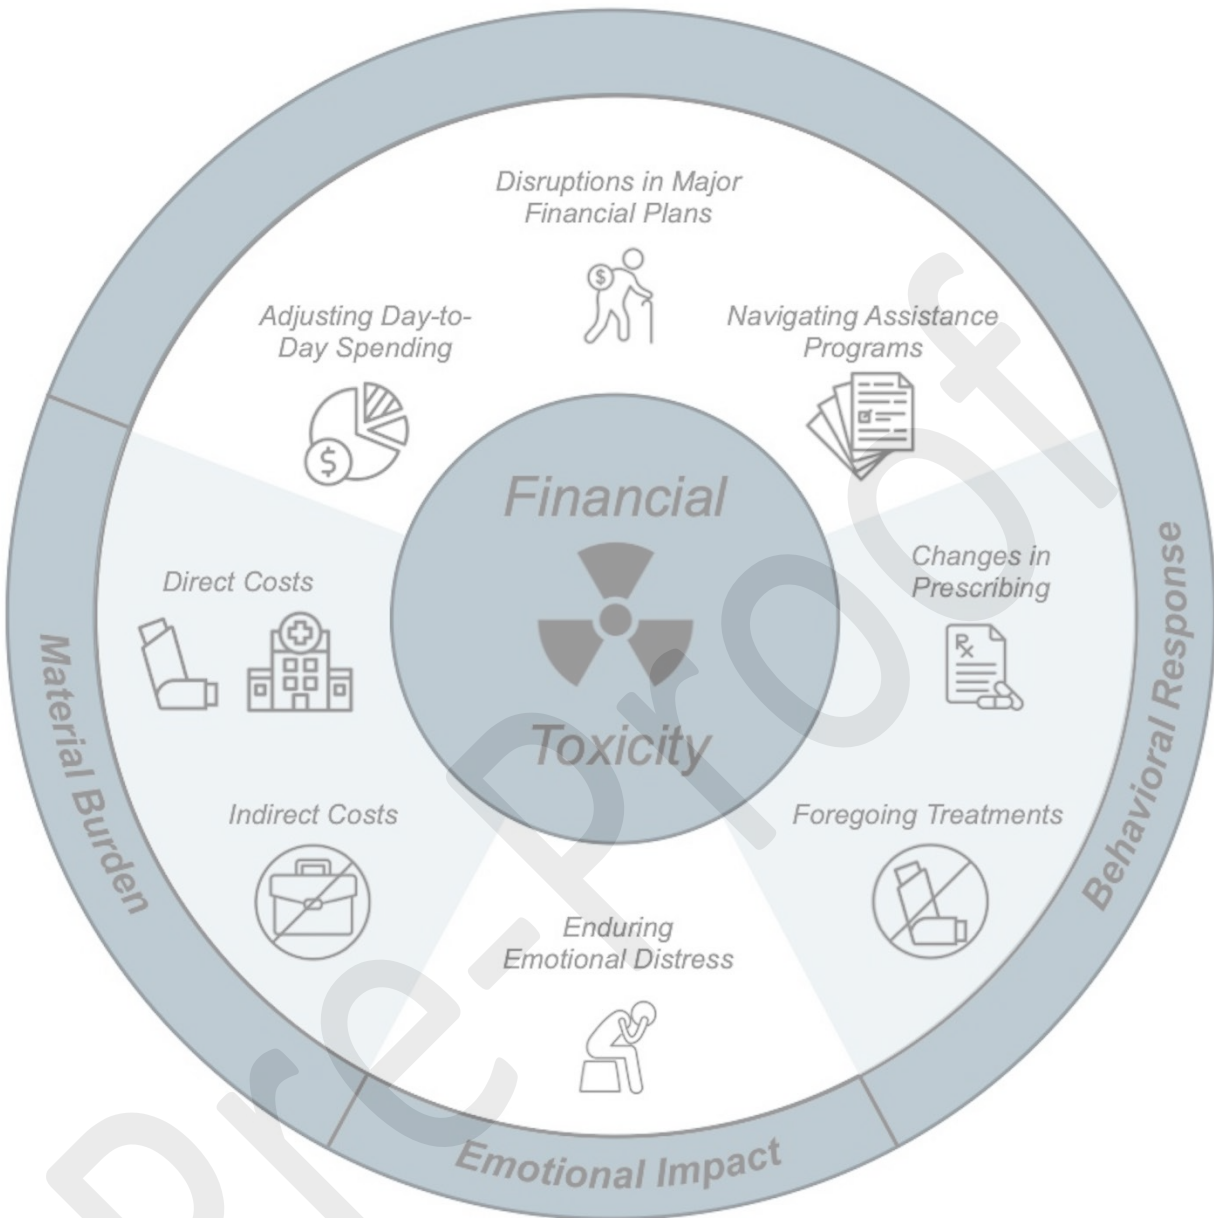 Disruptions in Major
Financial Plans
Adjusting Day-to-
Day Spending
Navigating Assistance
Programs
Financial
Toxicity
Direct Costs
Changes in
Prescribing
Rx
Indirect Costs
Foregoing Treatments
Enduring
Emotional Distress
Material Burden
Emotional Impact
Behavioral Response
$
$
Pre-Proof